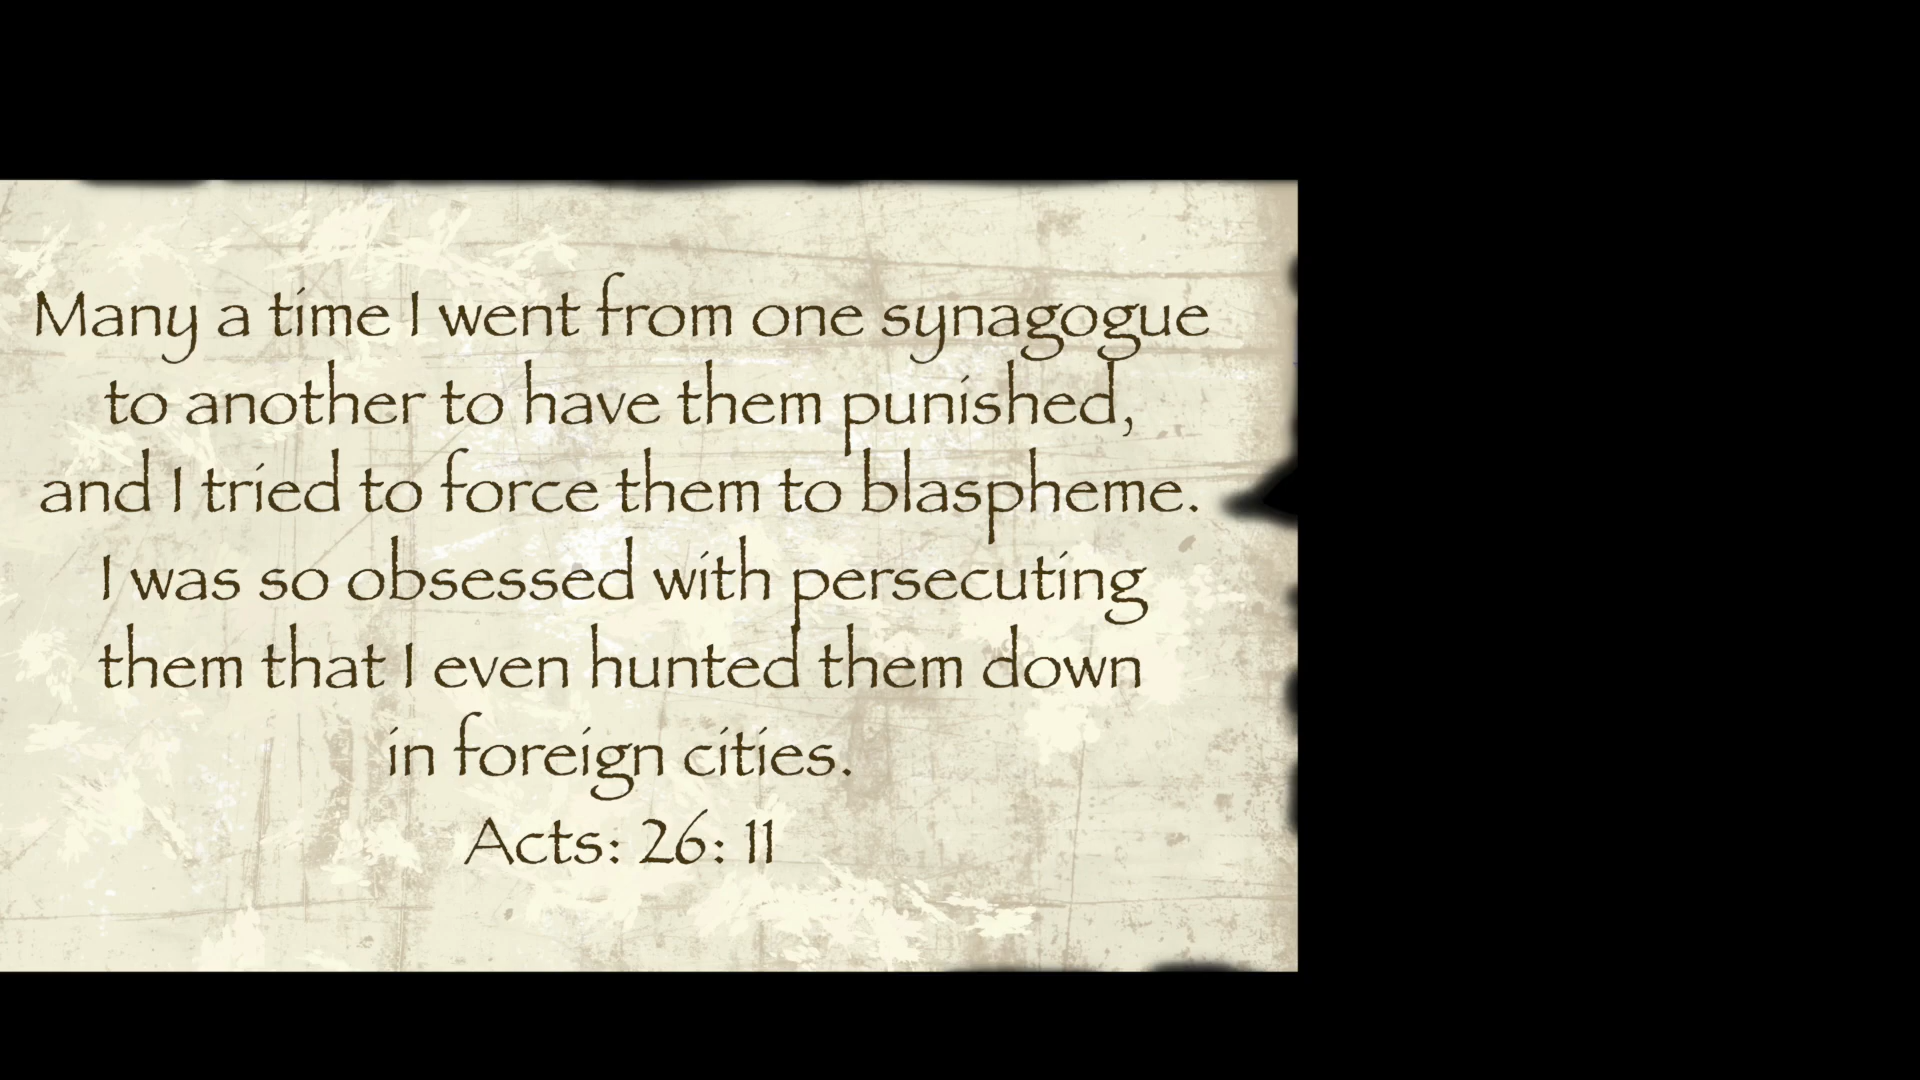 Many a time I went from one synagogue
to another to have them punished,
and I tried to force them to blaspheme.
I was so obsessed with persecuting
them that I even hunted them down
in foreign cities.
Acts: 26: 11